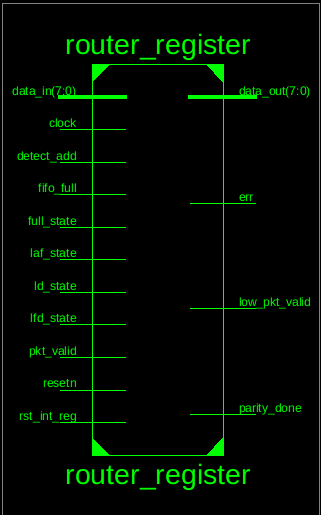 router_register
data_in(7:0)
data_out(7:0)
clock
detect_add
fifo_full
err
full_state
laf_state
ld_state
low_pkt_valid
lfd_state
pkt_valid
resetn
parity_done
rst_int_reg
router_register